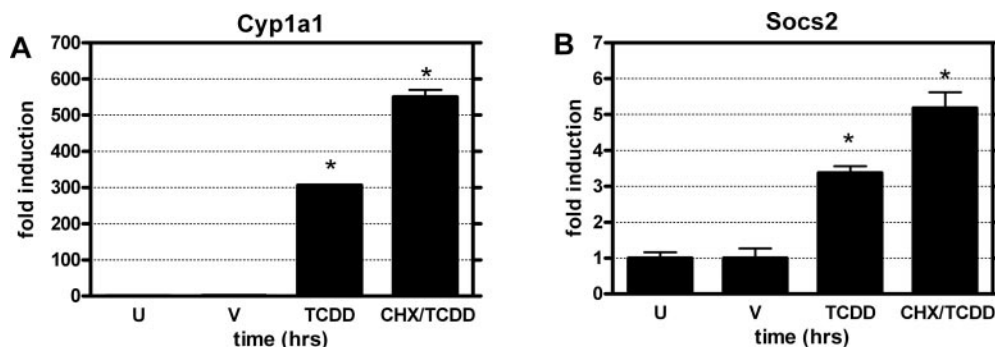 A
Cyp1a1
fold induction
700
600
500
400
300
200
100
0
*
*
U V TCDD CHX/TCDD
time (hrs)
B
Socs2
fold induction
7
6
5
4
3
2
1
0
*
*
U V TCDD CHX/TCDD
time (hrs)